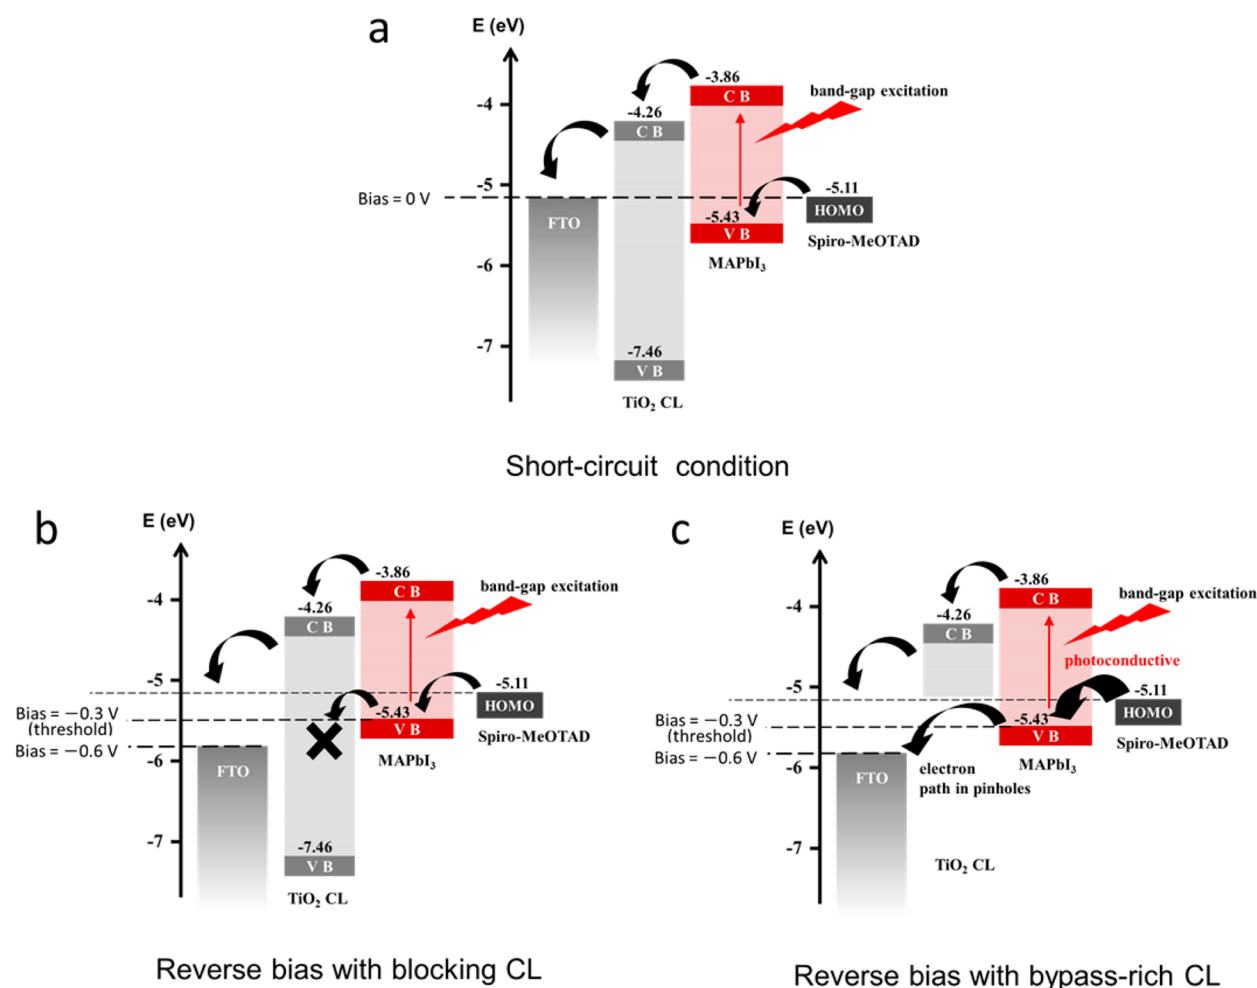 a
E (eV)
-4
-5
-6
-7
Bias = 0 V
FTO
-4.26
C B
-7.46
V B
TiO₂ CL
-3.86
C B
-5.43
V B
MAPbI₃
band-gap excitation
-5.11
HOMO
Spiro-MeOTAD
Short-circuit condition
b
E (eV)
-4
-5
-6
-7
Bias = −0.3 V
(threshold)
Bias = −0.6 V
FTO
-4.26
C B
-7.46
V B
TiO₂ CL
-3.86
C B
-5.43
V B
MAPbI₃
band-gap excitation
-5.11
HOMO
Spiro-MeOTAD
Reverse bias with blocking CL
c
E (eV)
-4
-5
-6
-7
Bias = −0.3 V
(threshold)
Bias = −0.6 V
FTO
-4.26
C B
electron
path in pinholes
TiO₂ CL
-3.86
C B
-5.43
V B
MAPbI₃
band-gap excitation
photoconductive
-5.11
HOMO
Spiro-MeOTAD
Reverse bias with bypass-rich CL